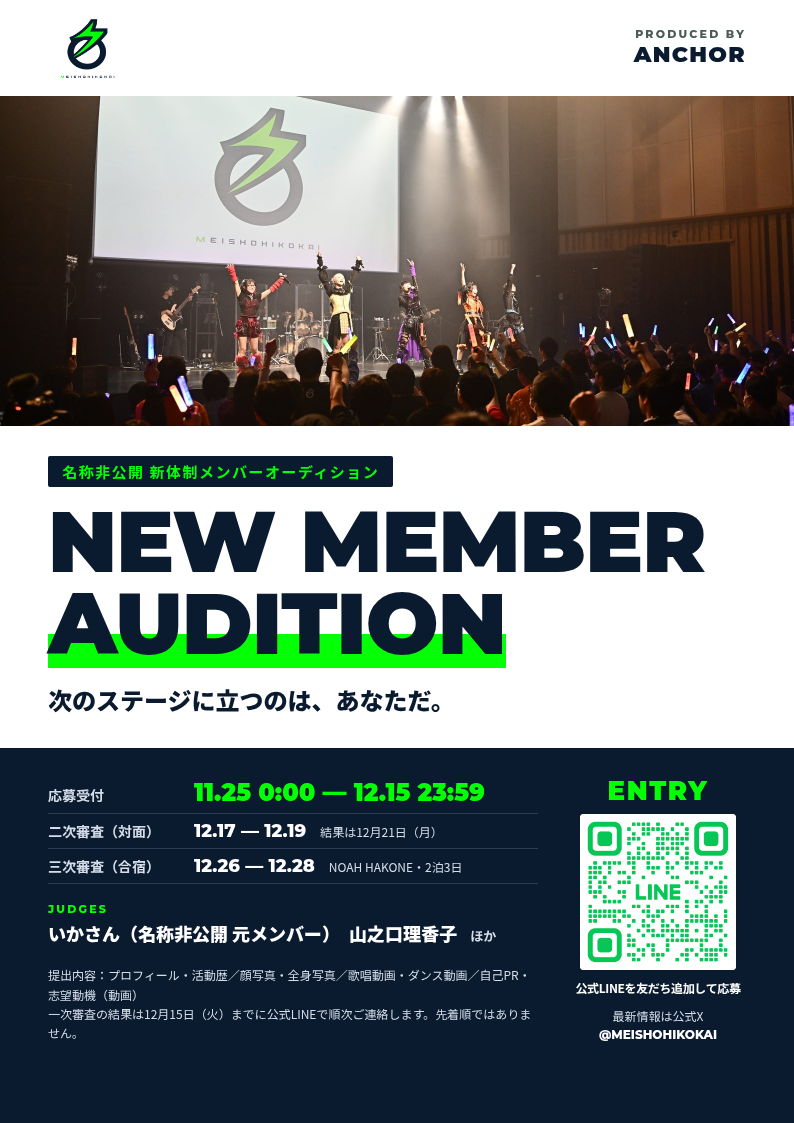 MEISHOHIKOKAI
PRODUCED BY
ANCHOR
MEISHOHIKOKAI
名称非公開 新体制メンバーオーディション
NEW MEMBER
AUDITION
次のステージに立つのは、あなただ。
応募受付 11.25 0:00 — 12.15 23:59
二次審査（対面） 12.17 — 12.19 結果は12月21日（月）
三次審査（合宿） 12.26 — 12.28 NOAH HAKONE・2泊3日
JUDGES
いかさん（名称非公開 元メンバー） 山之口理香子 ほか
提出内容：プロフィール・活動歴／顔写真・全身写真／歌唱動画・ダンス動画／自己PR・
志望動機（動画）
一次審査の結果は12月15日（火）までに公式LINEで順次ご連絡します。先着順ではありま
せん。
ENTRY
LINE
公式LINEを友だち追加して応募
最新情報は公式X
@MEISHOHIKOKAI